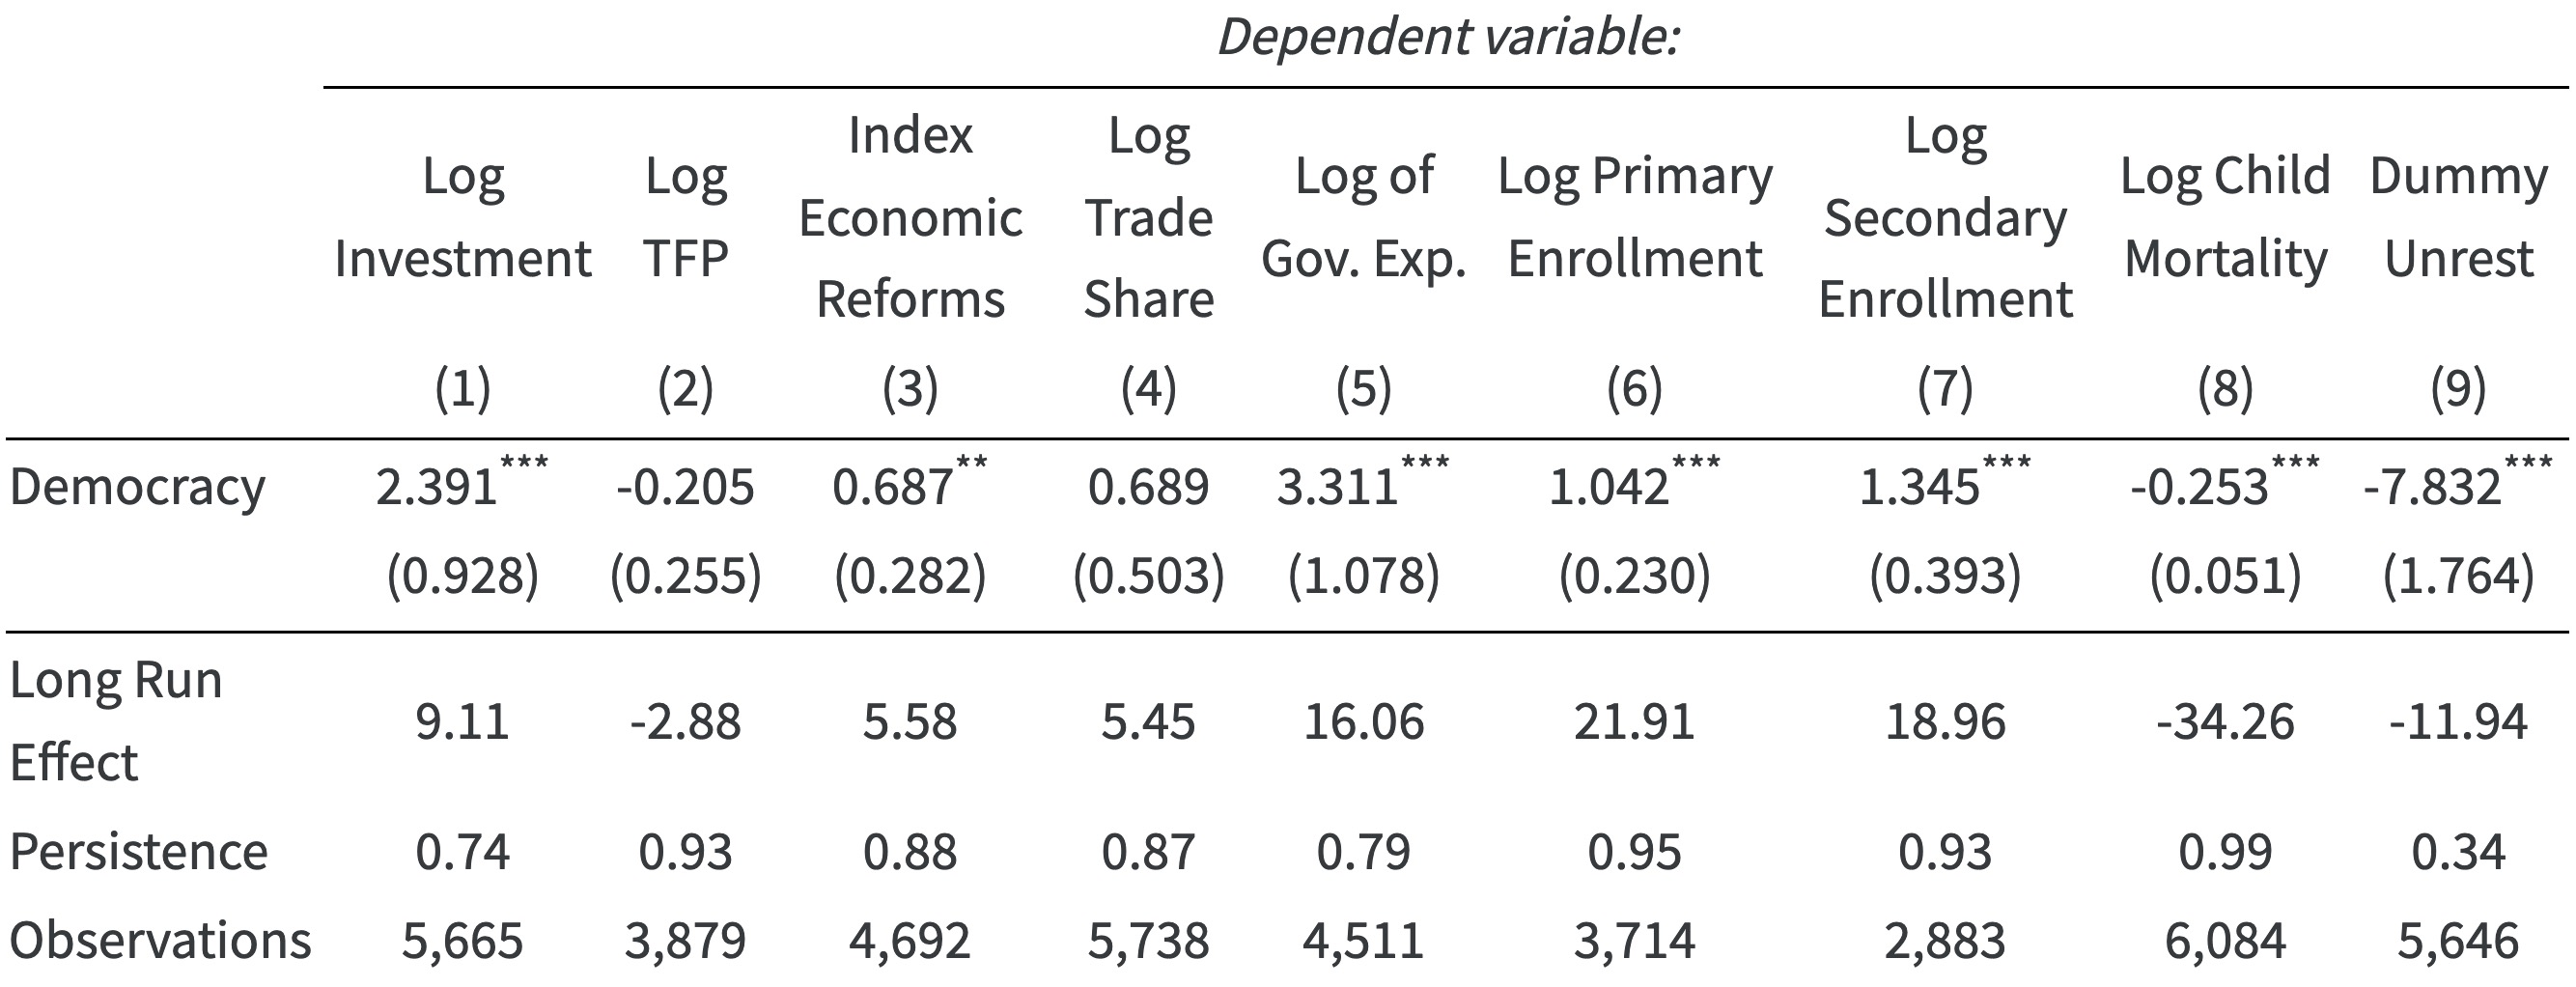 Dependent variable:
Log Investment Log TFP Index Economic Reforms Log Trade Share Log of Gov. Exp. Log Primary Enrollment Log Secondary Enrollment Log Child Mortality Dummy Unrest
(1) (2) (3) (4) (5) (6) (7) (8) (9)
Democracy 2.391*** -0.205 0.687** 0.689 3.311*** 1.042*** 1.345*** -0.253*** -7.832***
(0.928) (0.255) (0.282) (0.503) (1.078) (0.230) (0.393) (0.051) (1.764)
Long Run Effect 9.11 -2.88 5.58 5.45 16.06 21.91 18.96 -34.26 -11.94
Persistence 0.74 0.93 0.88 0.87 0.79 0.95 0.93 0.99 0.34
Observations 5,665 3,879 4,692 5,738 4,511 3,714 2,883 6,084 5,646